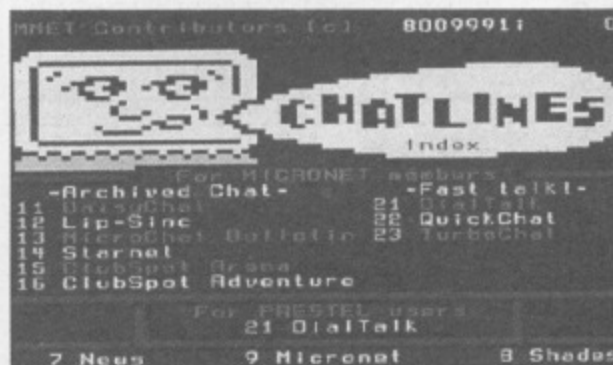 MNET Contributors (c) 8009991i 0
CHATLINES
Index
For MICRONET members
-Archived Chat- -Fast talk!-
11 DaisyChat 21 DialTalk
12 Lip-Sinc 22 QuickChat
13 MicroChat Bulletin 23 TurboChat
14 Starnet
15 ClubSpot Arena
16 ClubSpot Adventure
For PRESTEL users
21 DialTalk
7 News 9 Micronet 8 Shades